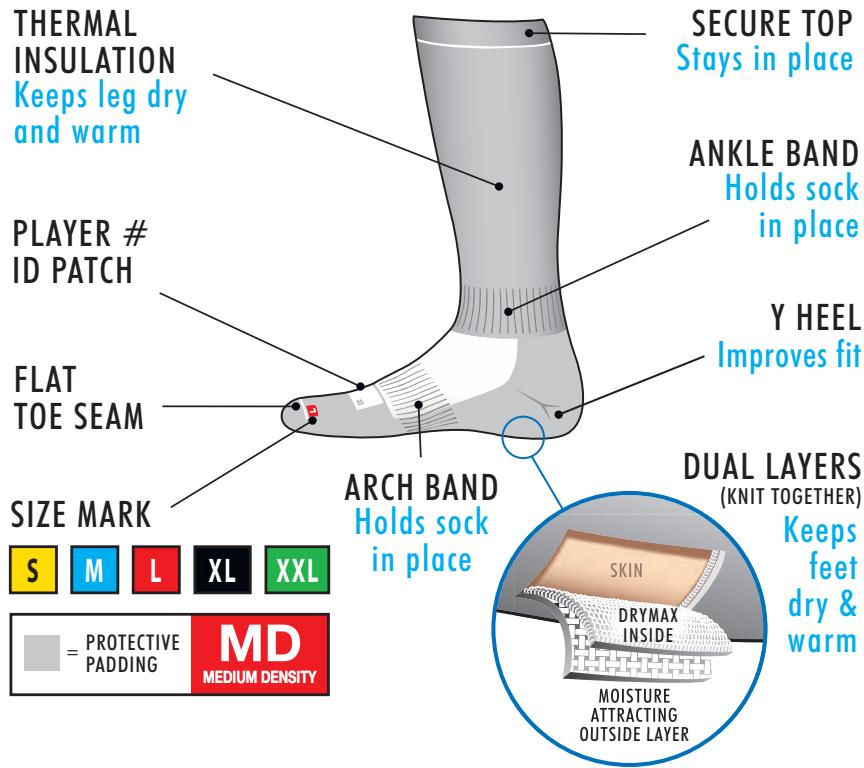 THERMAL
INSULATION
Keeps leg dry
and warm
SECURE TOP
Stays in place
ANKLE BAND
Holds sock
in place
PLAYER #
ID PATCH
Y HEEL
Improves fit
FLAT
TOE SEAM
#
L
SIZE MARK
S M L XL XXL
ARCH BAND
Holds sock
in place
DUAL LAYERS
(KNIT TOGETHER)
Keeps
feet
dry &
warm
= PROTECTIVE
PADDING
MD
MEDIUM DENSITY
SKIN
DRYMAX
INSIDE
MOISTURE
ATTRACTING
OUTSIDE LAYER